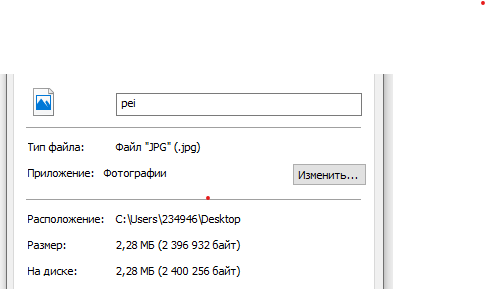 pei
Тип файла: Файл "JPG" (.jpg)
Приложение: Фотографии Изменить...
Расположение: C:\Users\234946\Desktop
Размер: 2,28 МБ (2 396 932 байт)
На диске: 2,28 МБ (2 400 256 байт)